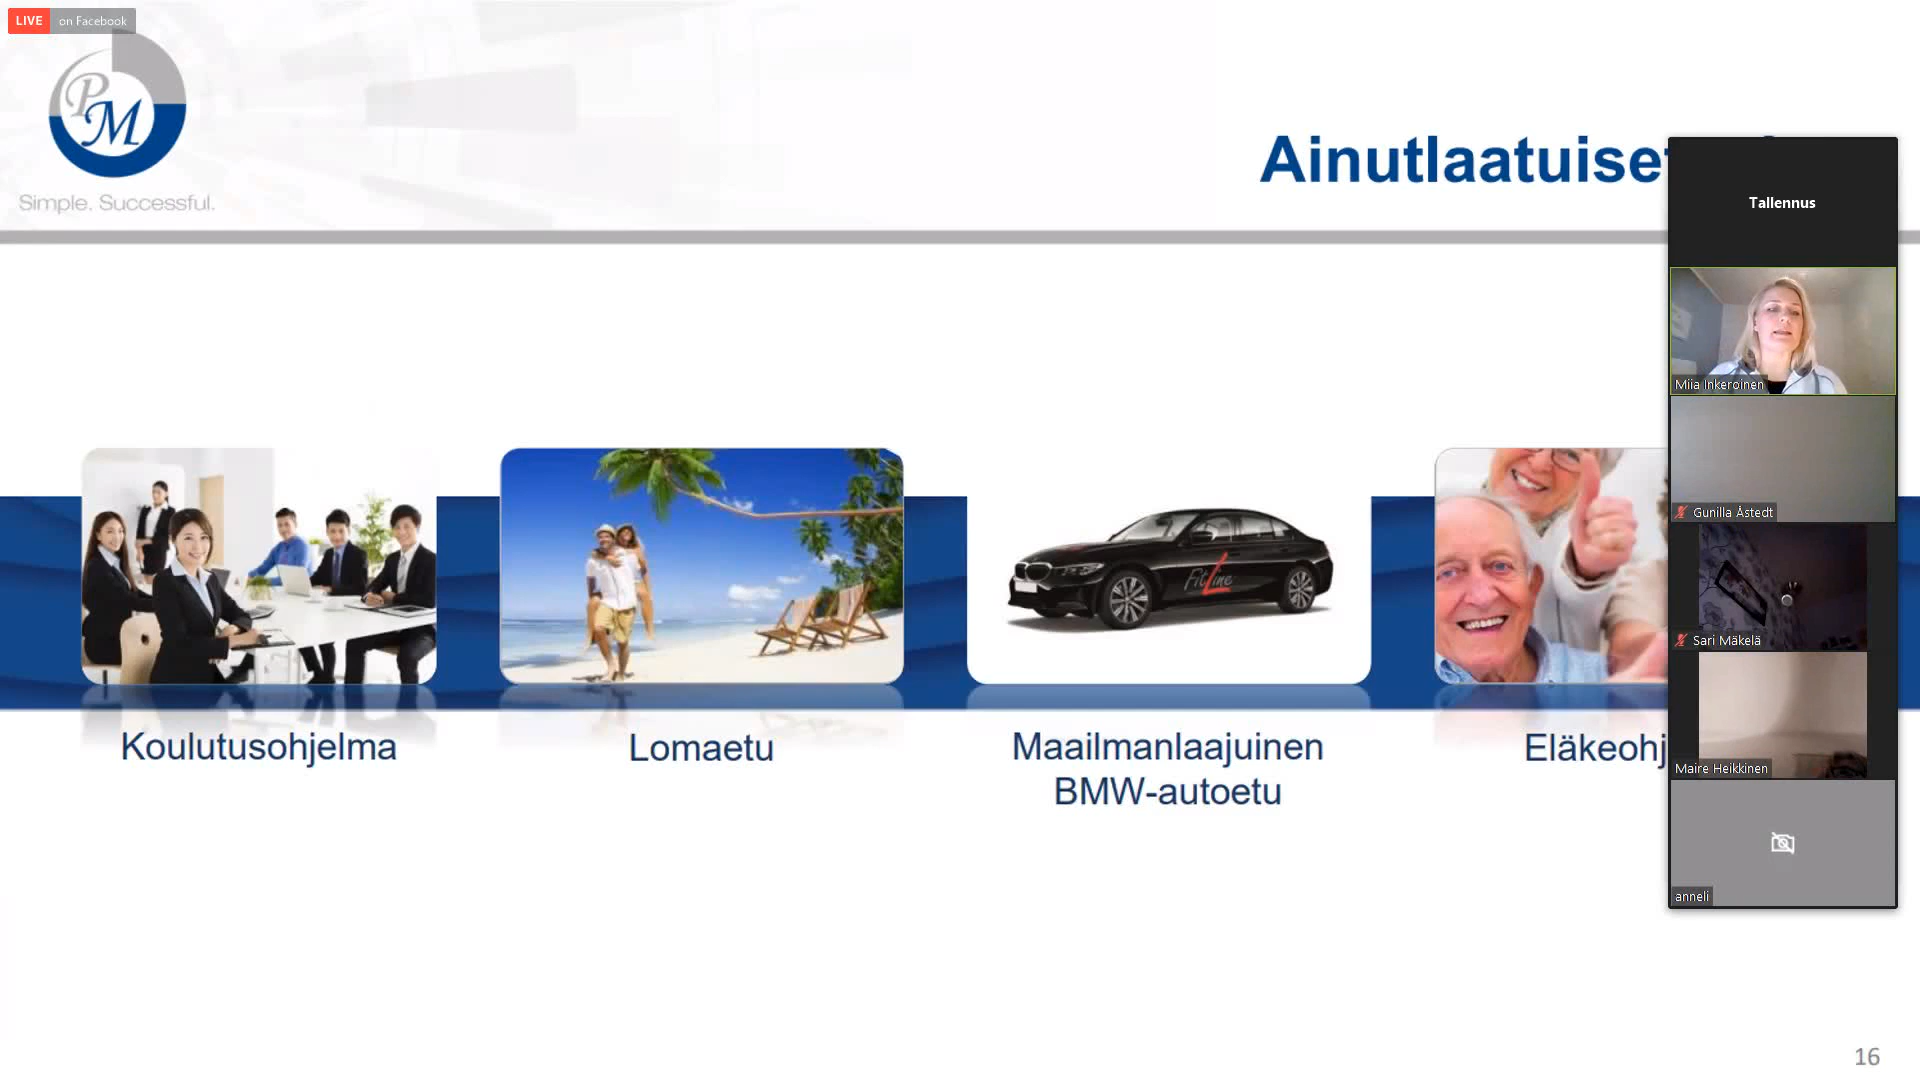 LIVE on Facebook
PM
Simple. Successful.
Ainutlaatuiset
Tallennus
Miia Inkeroinen
Gunilla Åstedt
Sari Mäkelä
Maire Heikkinen
anneli
FitLine
Koulutusohjelma
Lomaetu
Maailmanlaajuinen
BMW-autoetu
Eläkeohj
16